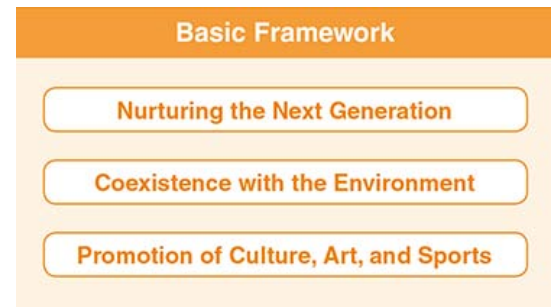 Basic Framework
Nurturing the Next Generation
Coexistence with the Environment
Promotion of Culture, Art, and Sports